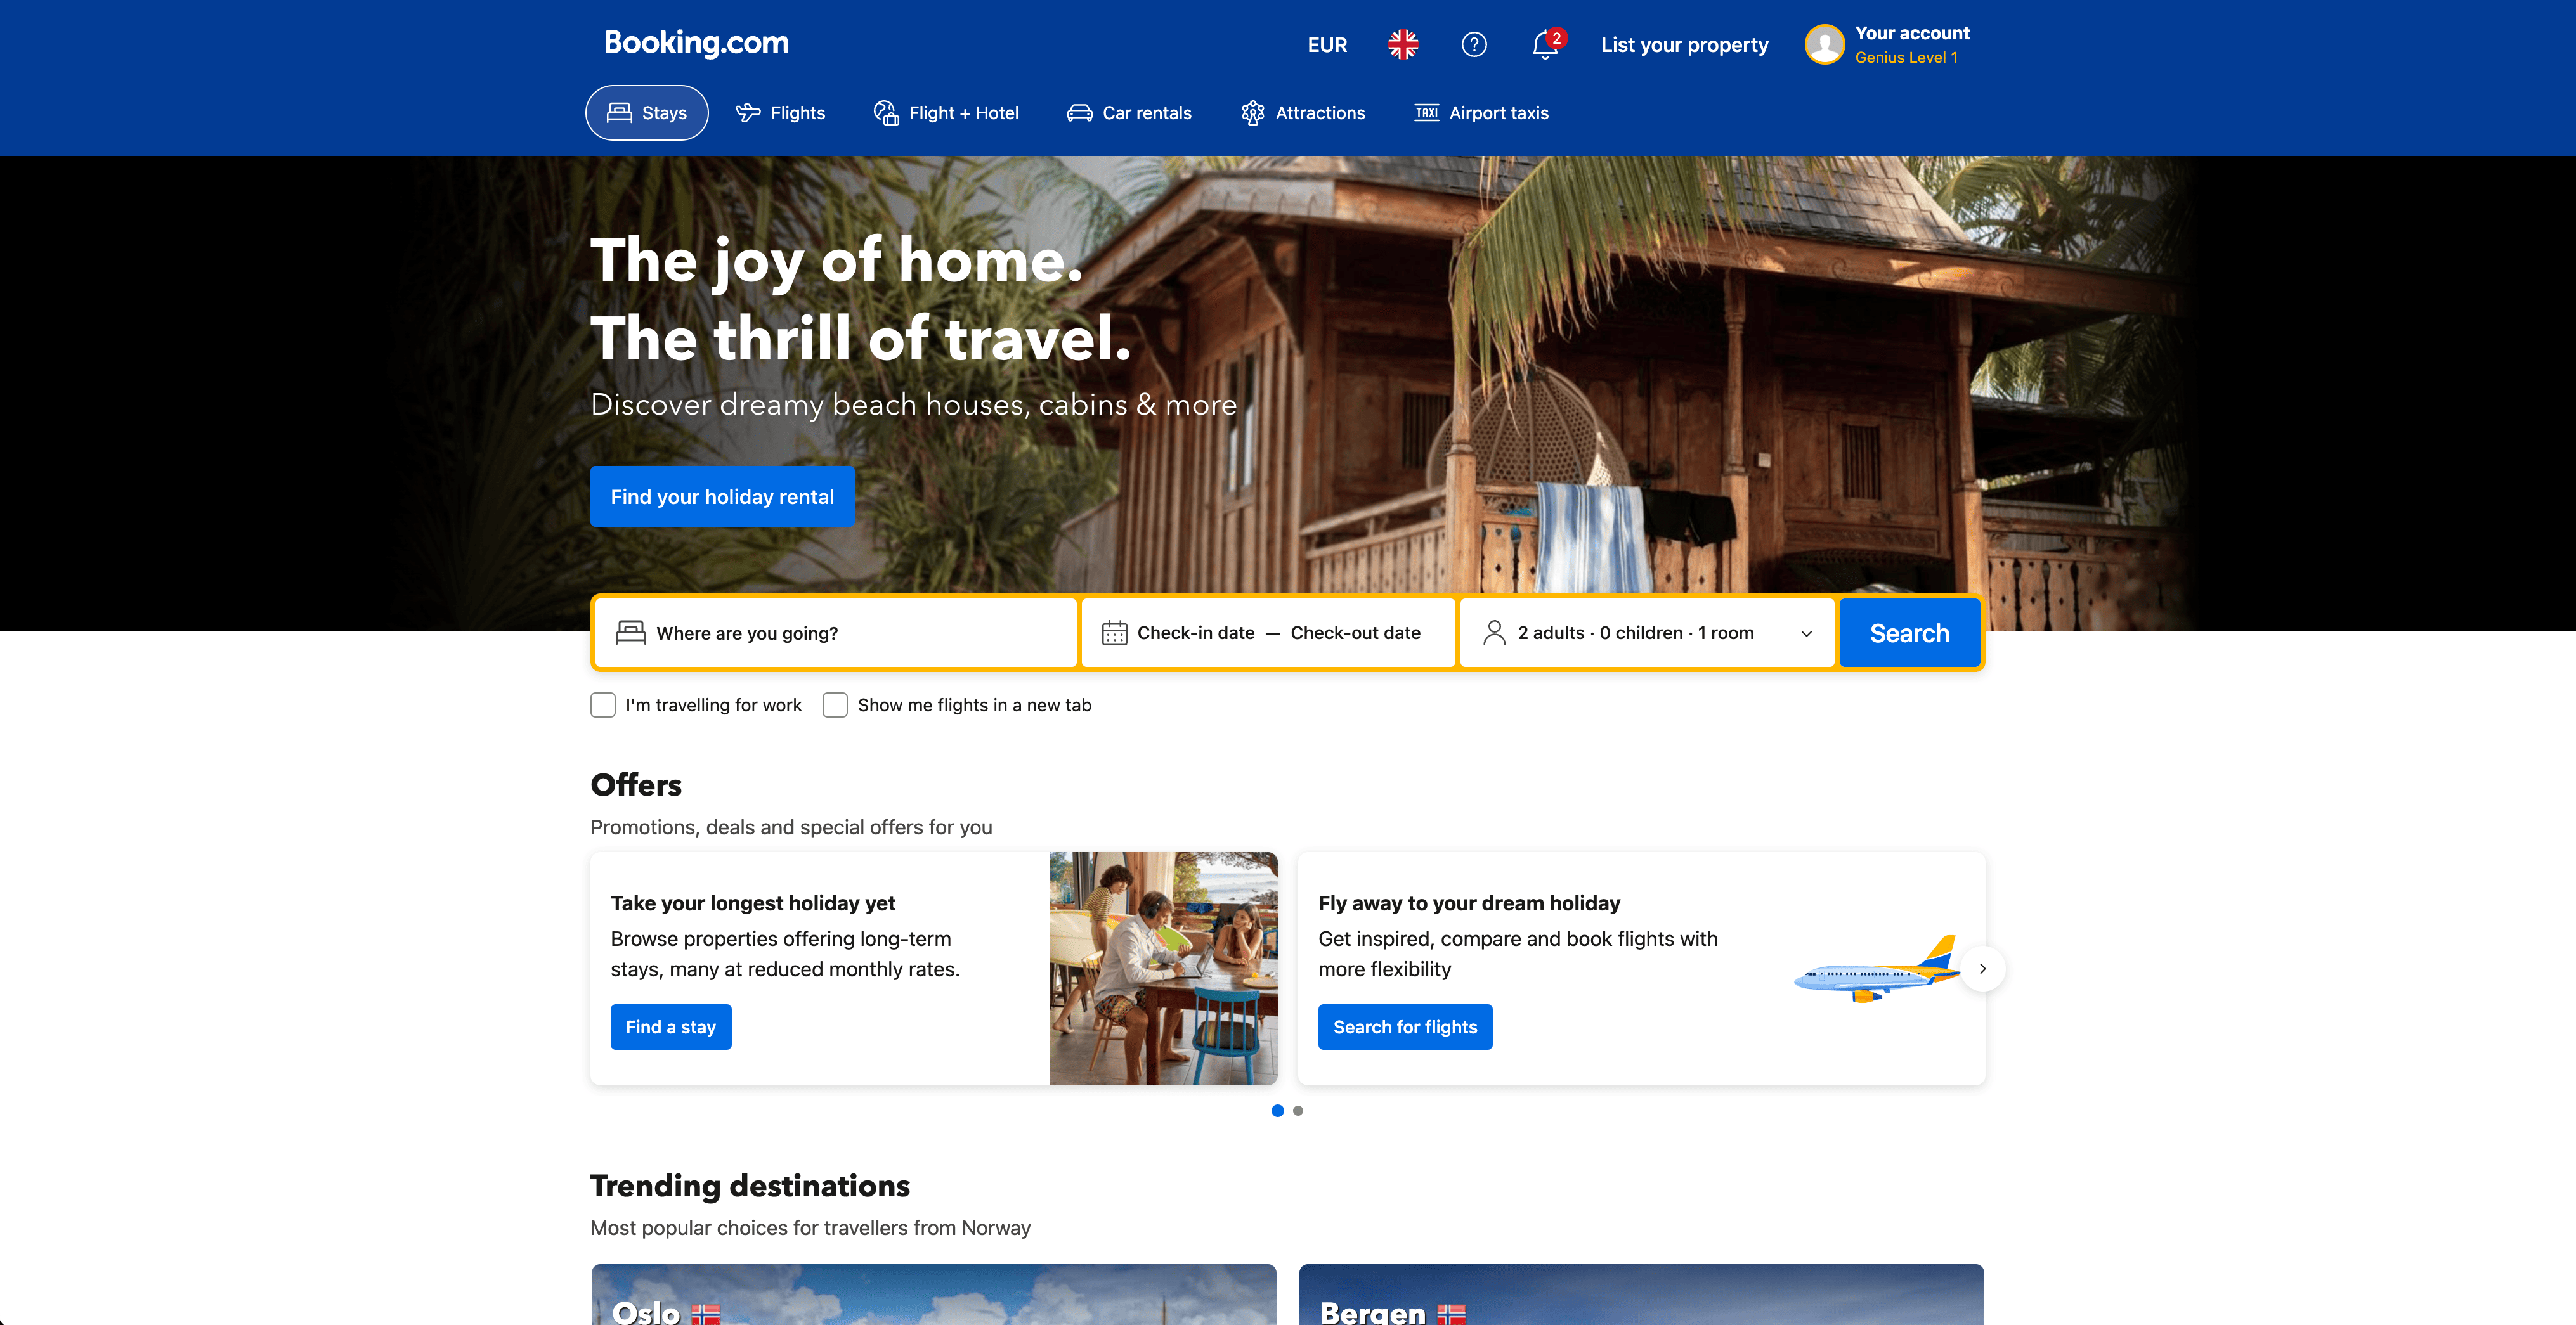 Booking.com
EUR
2
List your property
Your account
Genius Level 1
Stays
Flights
Flight + Hotel
Car rentals
TAXI
Attractions
Airport taxis
The joy of home.
The thrill of travel.
Discover dreamy beach houses, cabins & more
Find your holiday rental
Where are you going?
Check-in date — Check-out date
2 adults · 0 children · 1 room
Search
I'm travelling for work
Show me flights in a new tab
Offers
Promotions, deals and special offers for you
Take your longest holiday yet
Browse properties offering long-term
stays, many at reduced monthly rates.
Find a stay
Fly away to your dream holiday
Get inspired, compare and book flights with
more flexibility
Search for flights
Trending destinations
Most popular choices for travellers from Norway
Oslo
Bergen